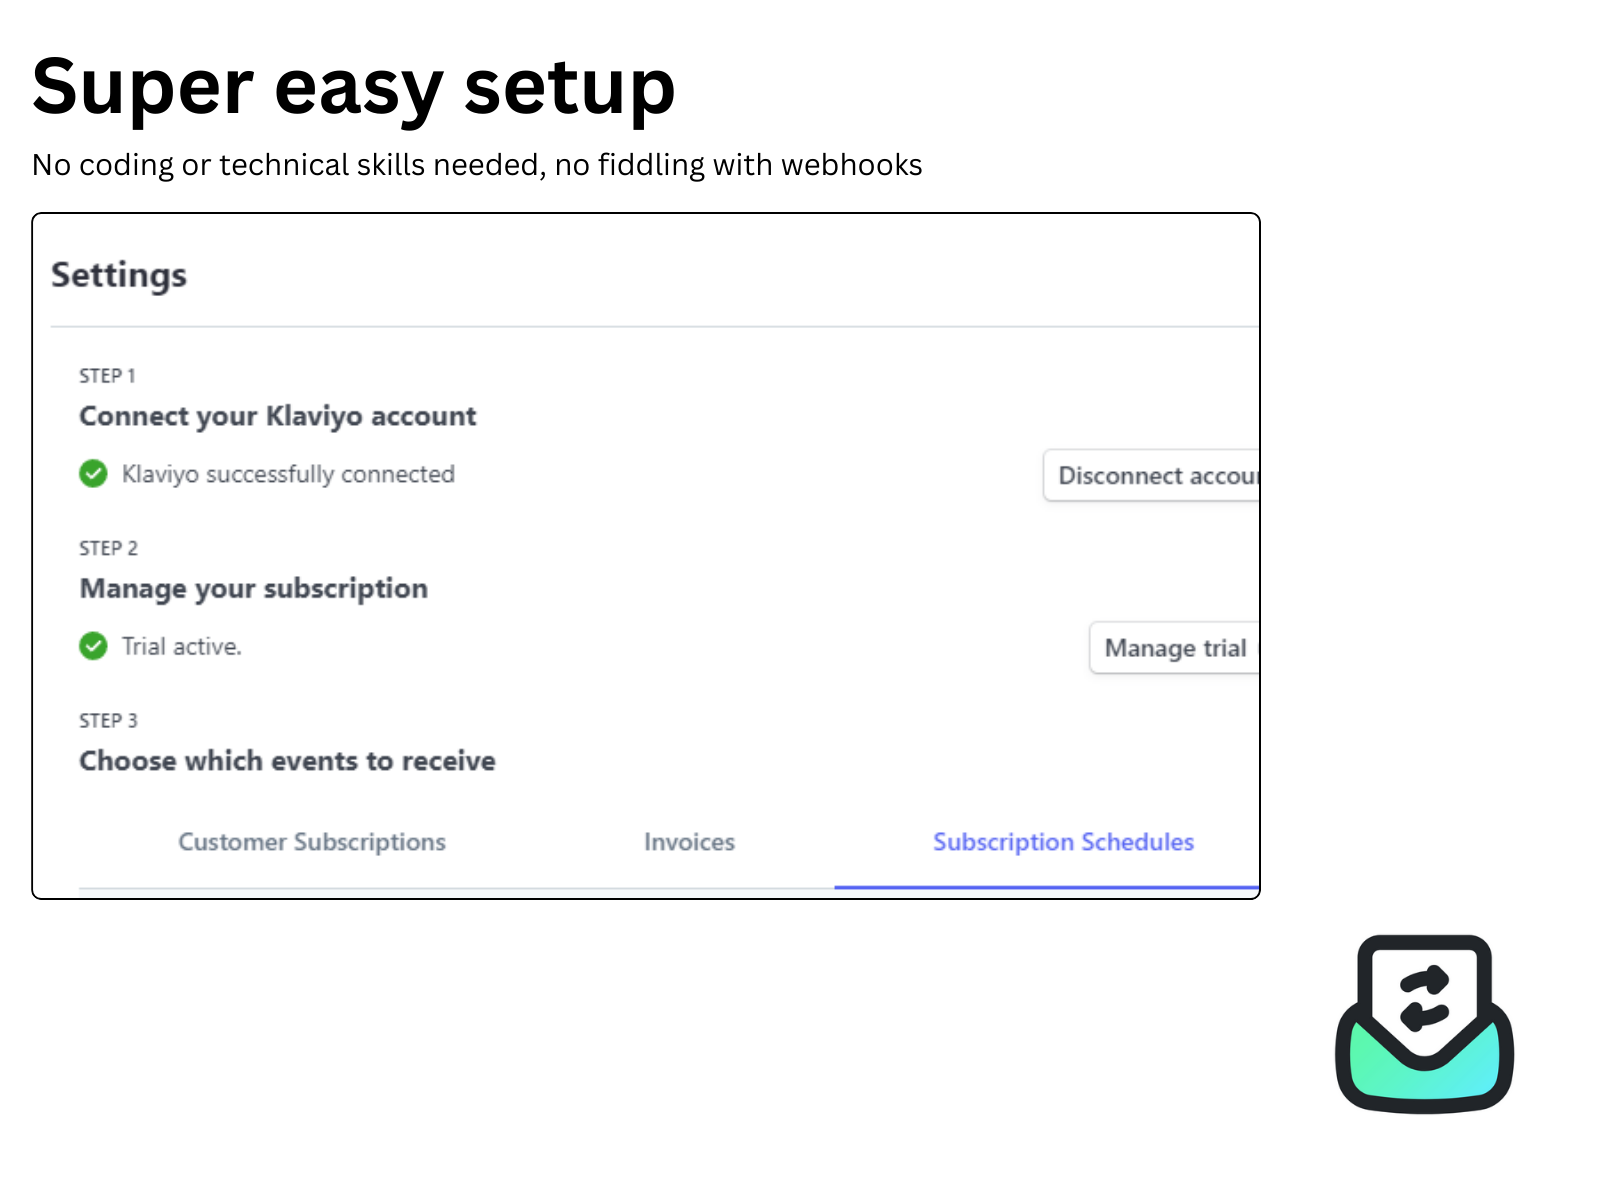 Super easy setup
No coding or technical skills needed, no fiddling with webhooks
Settings
STEP 1
Connect your Klaviyo account
Klaviyo successfully connected
Disconnect accou
STEP 2
Manage your subscription
Trial active.
Manage trial
STEP 3
Choose which events to receive
Customer Subscriptions Invoices Subscription Schedules